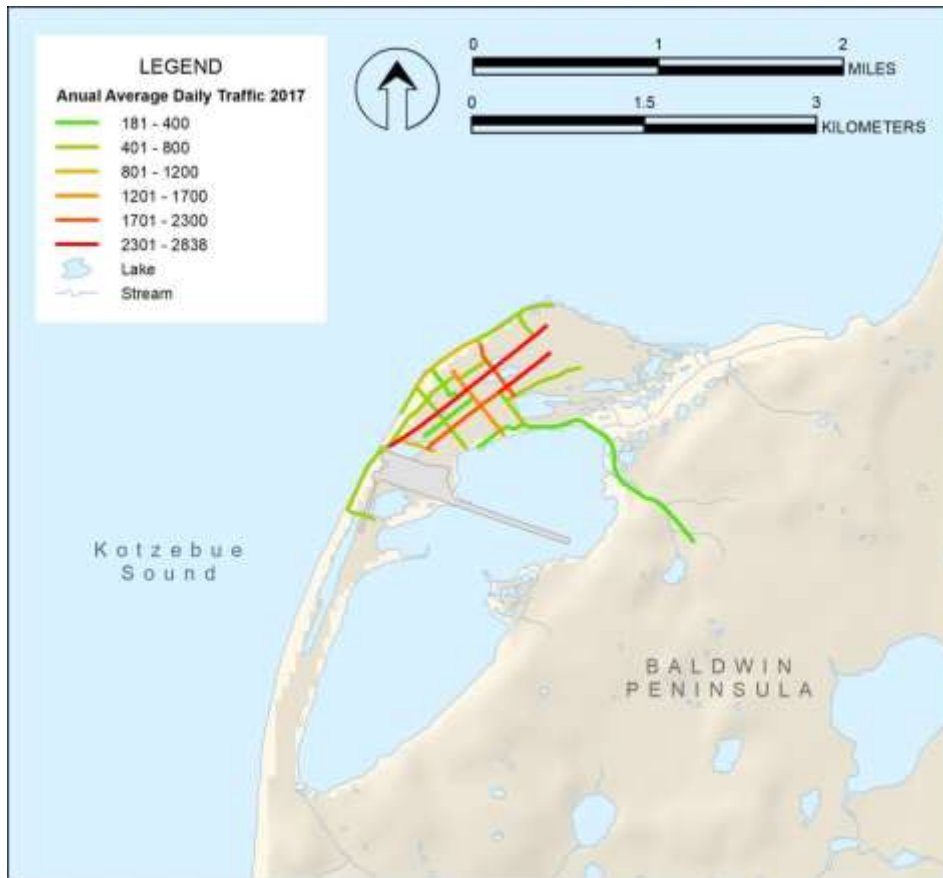 LEGEND
Anual Average Daily Traffic 2017
181 - 400
401 - 800
801 - 1200
1201 - 1700
1701 - 2300
2301 - 2838
Lake
Stream
0 1 2
MILES
0 1.5 3
KILOMETERS
Kotzebue
Sound
BALDWIN
PENINSULA